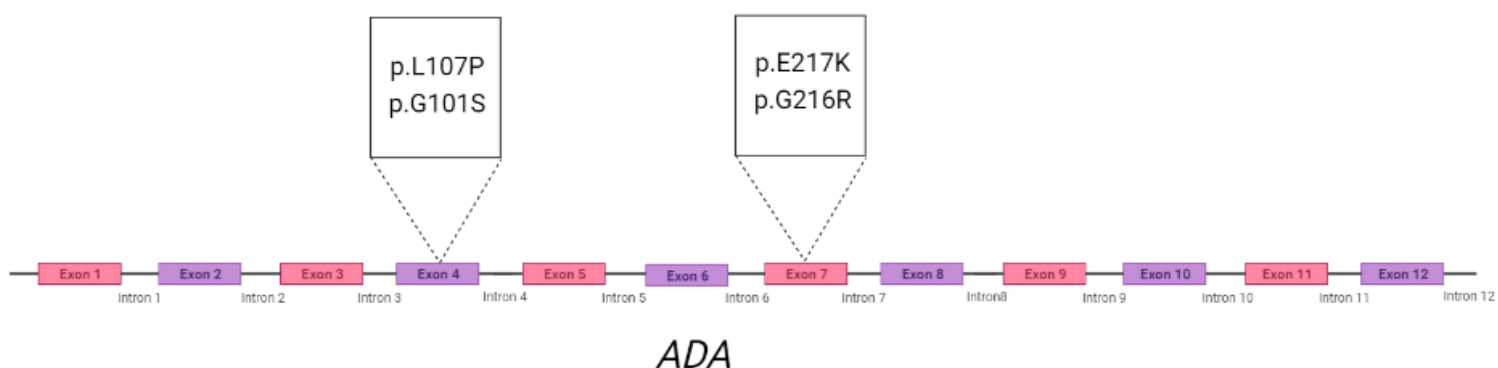 p.L107P
p.G101S
p.E217K
p.G216R
Exon 1
Exon 2
Exon 3
Exon 4
Exon 5
Exon 6
Exon 7
Exon 8
Exon 9
Exon 10
Exon 11
Exon 12
Intron 1
Intron 2
Intron 3
Intron 4
Intron 5
Intron 6
Intron 7
Intron8
Intron 9
Intron 10
Intron 11
Intron 12
ADA